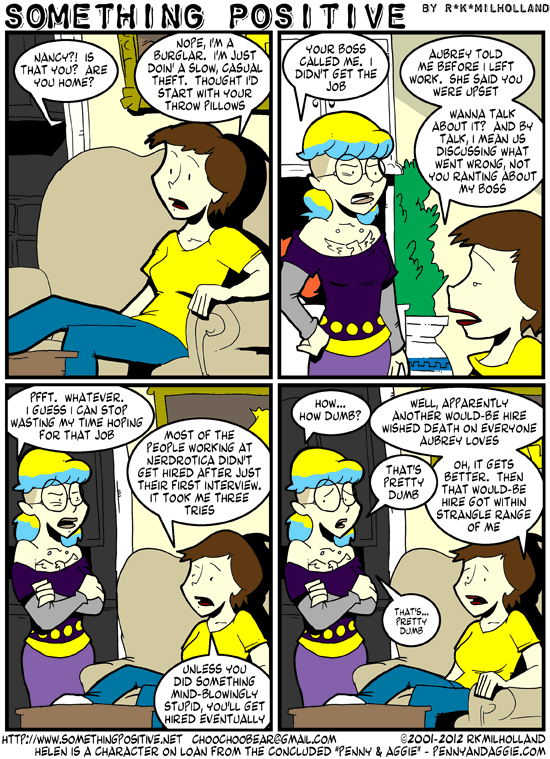 SOMETHING POSITIVE BY R*K*MILHOLLAND
NANCY?! IS
THAT YOU? ARE
YOU HOME?
NOPE, I'M A
BURGLAR. I'M JUST
DOIN' A SLOW, CASUAL
THEFT. THOUGHT I'D
START WITH YOUR
THROW PILLOWS
YOUR BOSS
CALLED ME. I
DIDN'T GET THE
JOB
AUBREY TOLD
ME BEFORE I LEFT
WORK. SHE SAID YOU
WERE UPSET
WANNA TALK
ABOUT IT? AND BY
TALK, I MEAN US
DISCUSSING WHAT
WENT WRONG, NOT
YOU RANTING ABOUT
MY BOSS
PFFT. WHATEVER.
I GUESS I CAN STOP
WASTING MY TIME HOPING
FOR THAT JOB
MOST OF THE
PEOPLE WORKING AT
NERDROTICA DIDN'T
GET HIRED AFTER JUST
THEIR FIRST INTERVIEW.
IT TOOK ME THREE
TRIES
UNLESS YOU
DID SOMETHING
MIND-BLOWINGLY
STUPID, YOU'LL GET
HIRED EVENTUALLY
HOW...
HOW DUMB?
WELL, APPARENTLY
ANOTHER WOULD-BE HIRE
WISHED DEATH ON EVERYONE
AUBREY LOVES
THAT'S
PRETTY
DUMB
OH, IT GETS
BETTER. THEN
THAT WOULD-BE
HIRE GOT WITHIN
STRANGLE RANGE
OF ME
THAT'S...
PRETTY
DUMB
HTTP://WWW.SOMETHINGPOSITIVE.NET CHOOCHOOBEAR@GMAIL.COM ©2001-2012 RKMILHOLLAND
HELEN IS A CHARACTER ON LOAN FROM THE CONCLUDED "PENNY & AGGIE" - PENNYANDAGGIE.COM